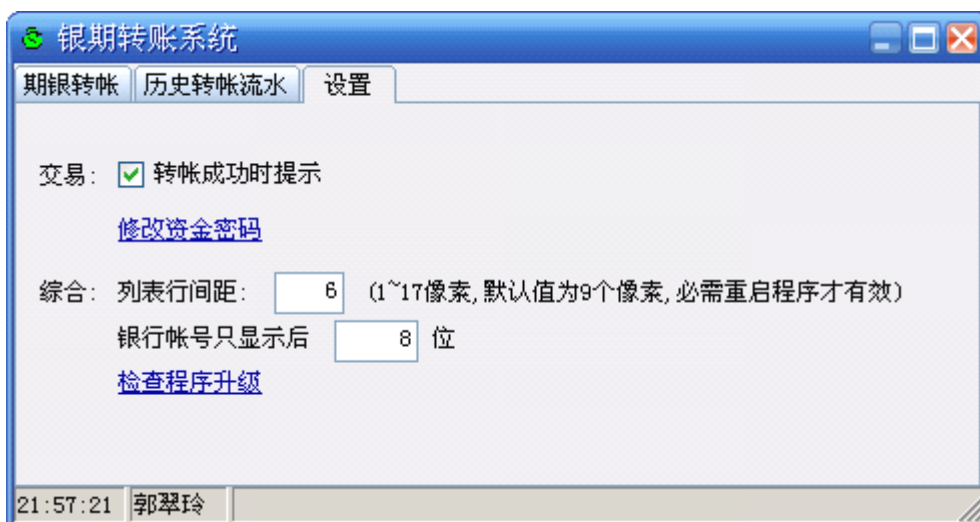 银期转账系统
期银转帐 历史转帐流水 设置
交易: 转帐成功时提示
修改资金密码
综合: 列表行间距: 6 (1~17像素,默认值为9个像素,必需重启程序才有效)
银行帐号只显示后 8 位
检查程序升级
21:57:21 郭翠玲